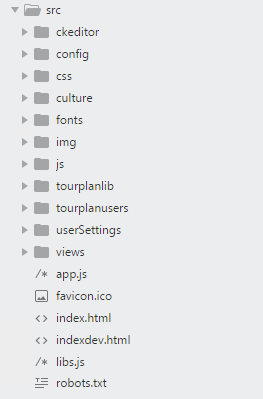 src
ckeditor
config
css
culture
fonts
img
js
tourplanlib
tourplanusers
userSettings
views
app.js
favicon.ico
index.html
indexdev.html
libs.js
robots.txt